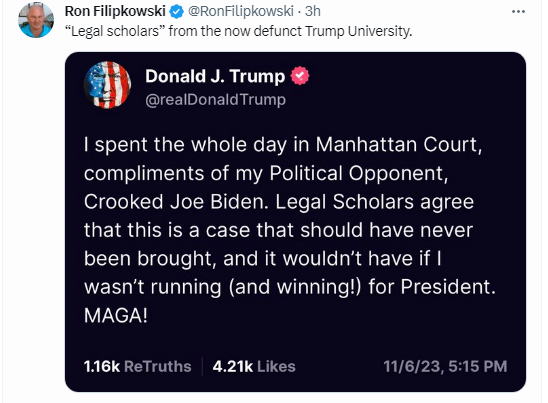 Ron Filipkowski @RonFilipkowski · 3h
“Legal scholars” from the now defunct Trump University.
Donald J. Trump
@realDonaldTrump
I spent the whole day in Manhattan Court,
compliments of my Political Opponent,
Crooked Joe Biden. Legal Scholars agree
that this is a case that should have never
been brought, and it wouldn’t have if I
wasn’t running (and winning!) for President.
MAGA!
1.16k ReTruths 4.21k Likes 11/6/23, 5:15 PM